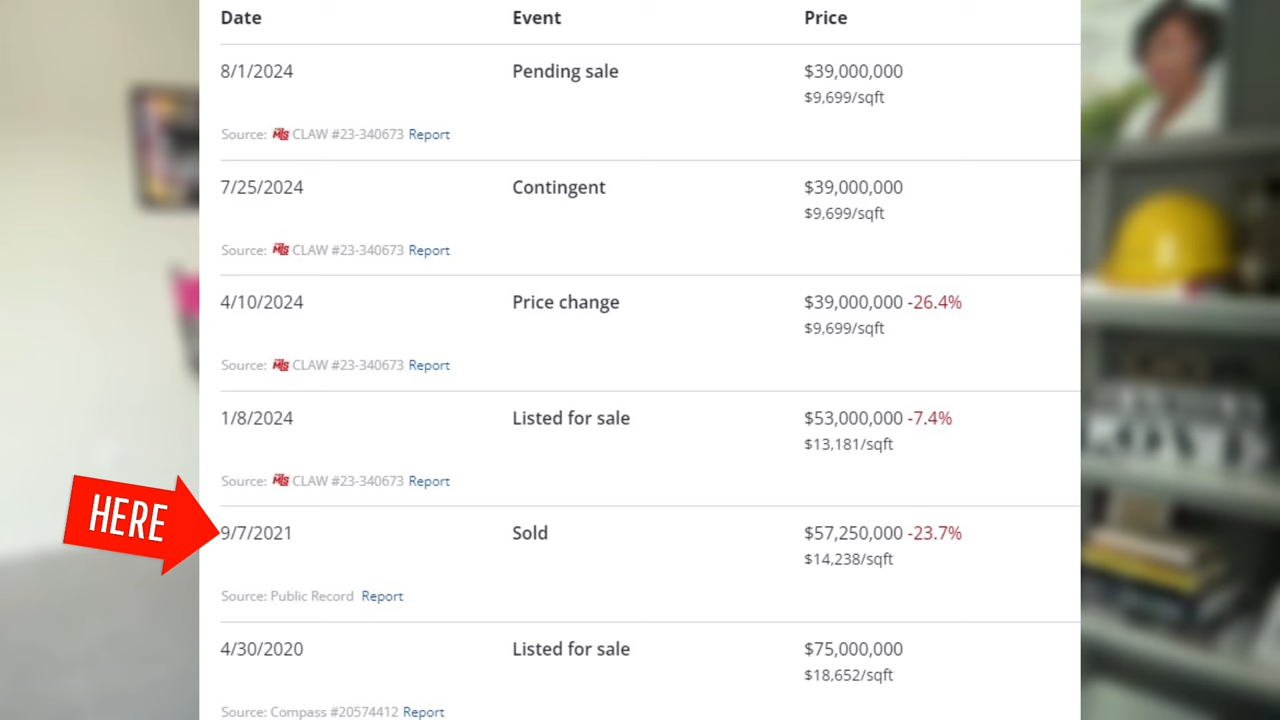 Date Event Price
8/1/2024 Pending sale $39,000,000
$9,699/sqft
Source: MLS CLAW #23-340673 Report
7/25/2024 Contingent $39,000,000
$9,699/sqft
Source: MLS CLAW #23-340673 Report
4/10/2024 Price change $39,000,000 -26.4%
$9,699/sqft
Source: MLS CLAW #23-340673 Report
1/8/2024 Listed for sale $53,000,000 -7.4%
$13,181/sqft
Source: MLS CLAW #23-340673 Report
HERE
9/7/2021 Sold $57,250,000 -23.7%
$14,238/sqft
Source: Public Record Report
4/30/2020 Listed for sale $75,000,000
$18,652/sqft
Source: Compass #20574412 Report